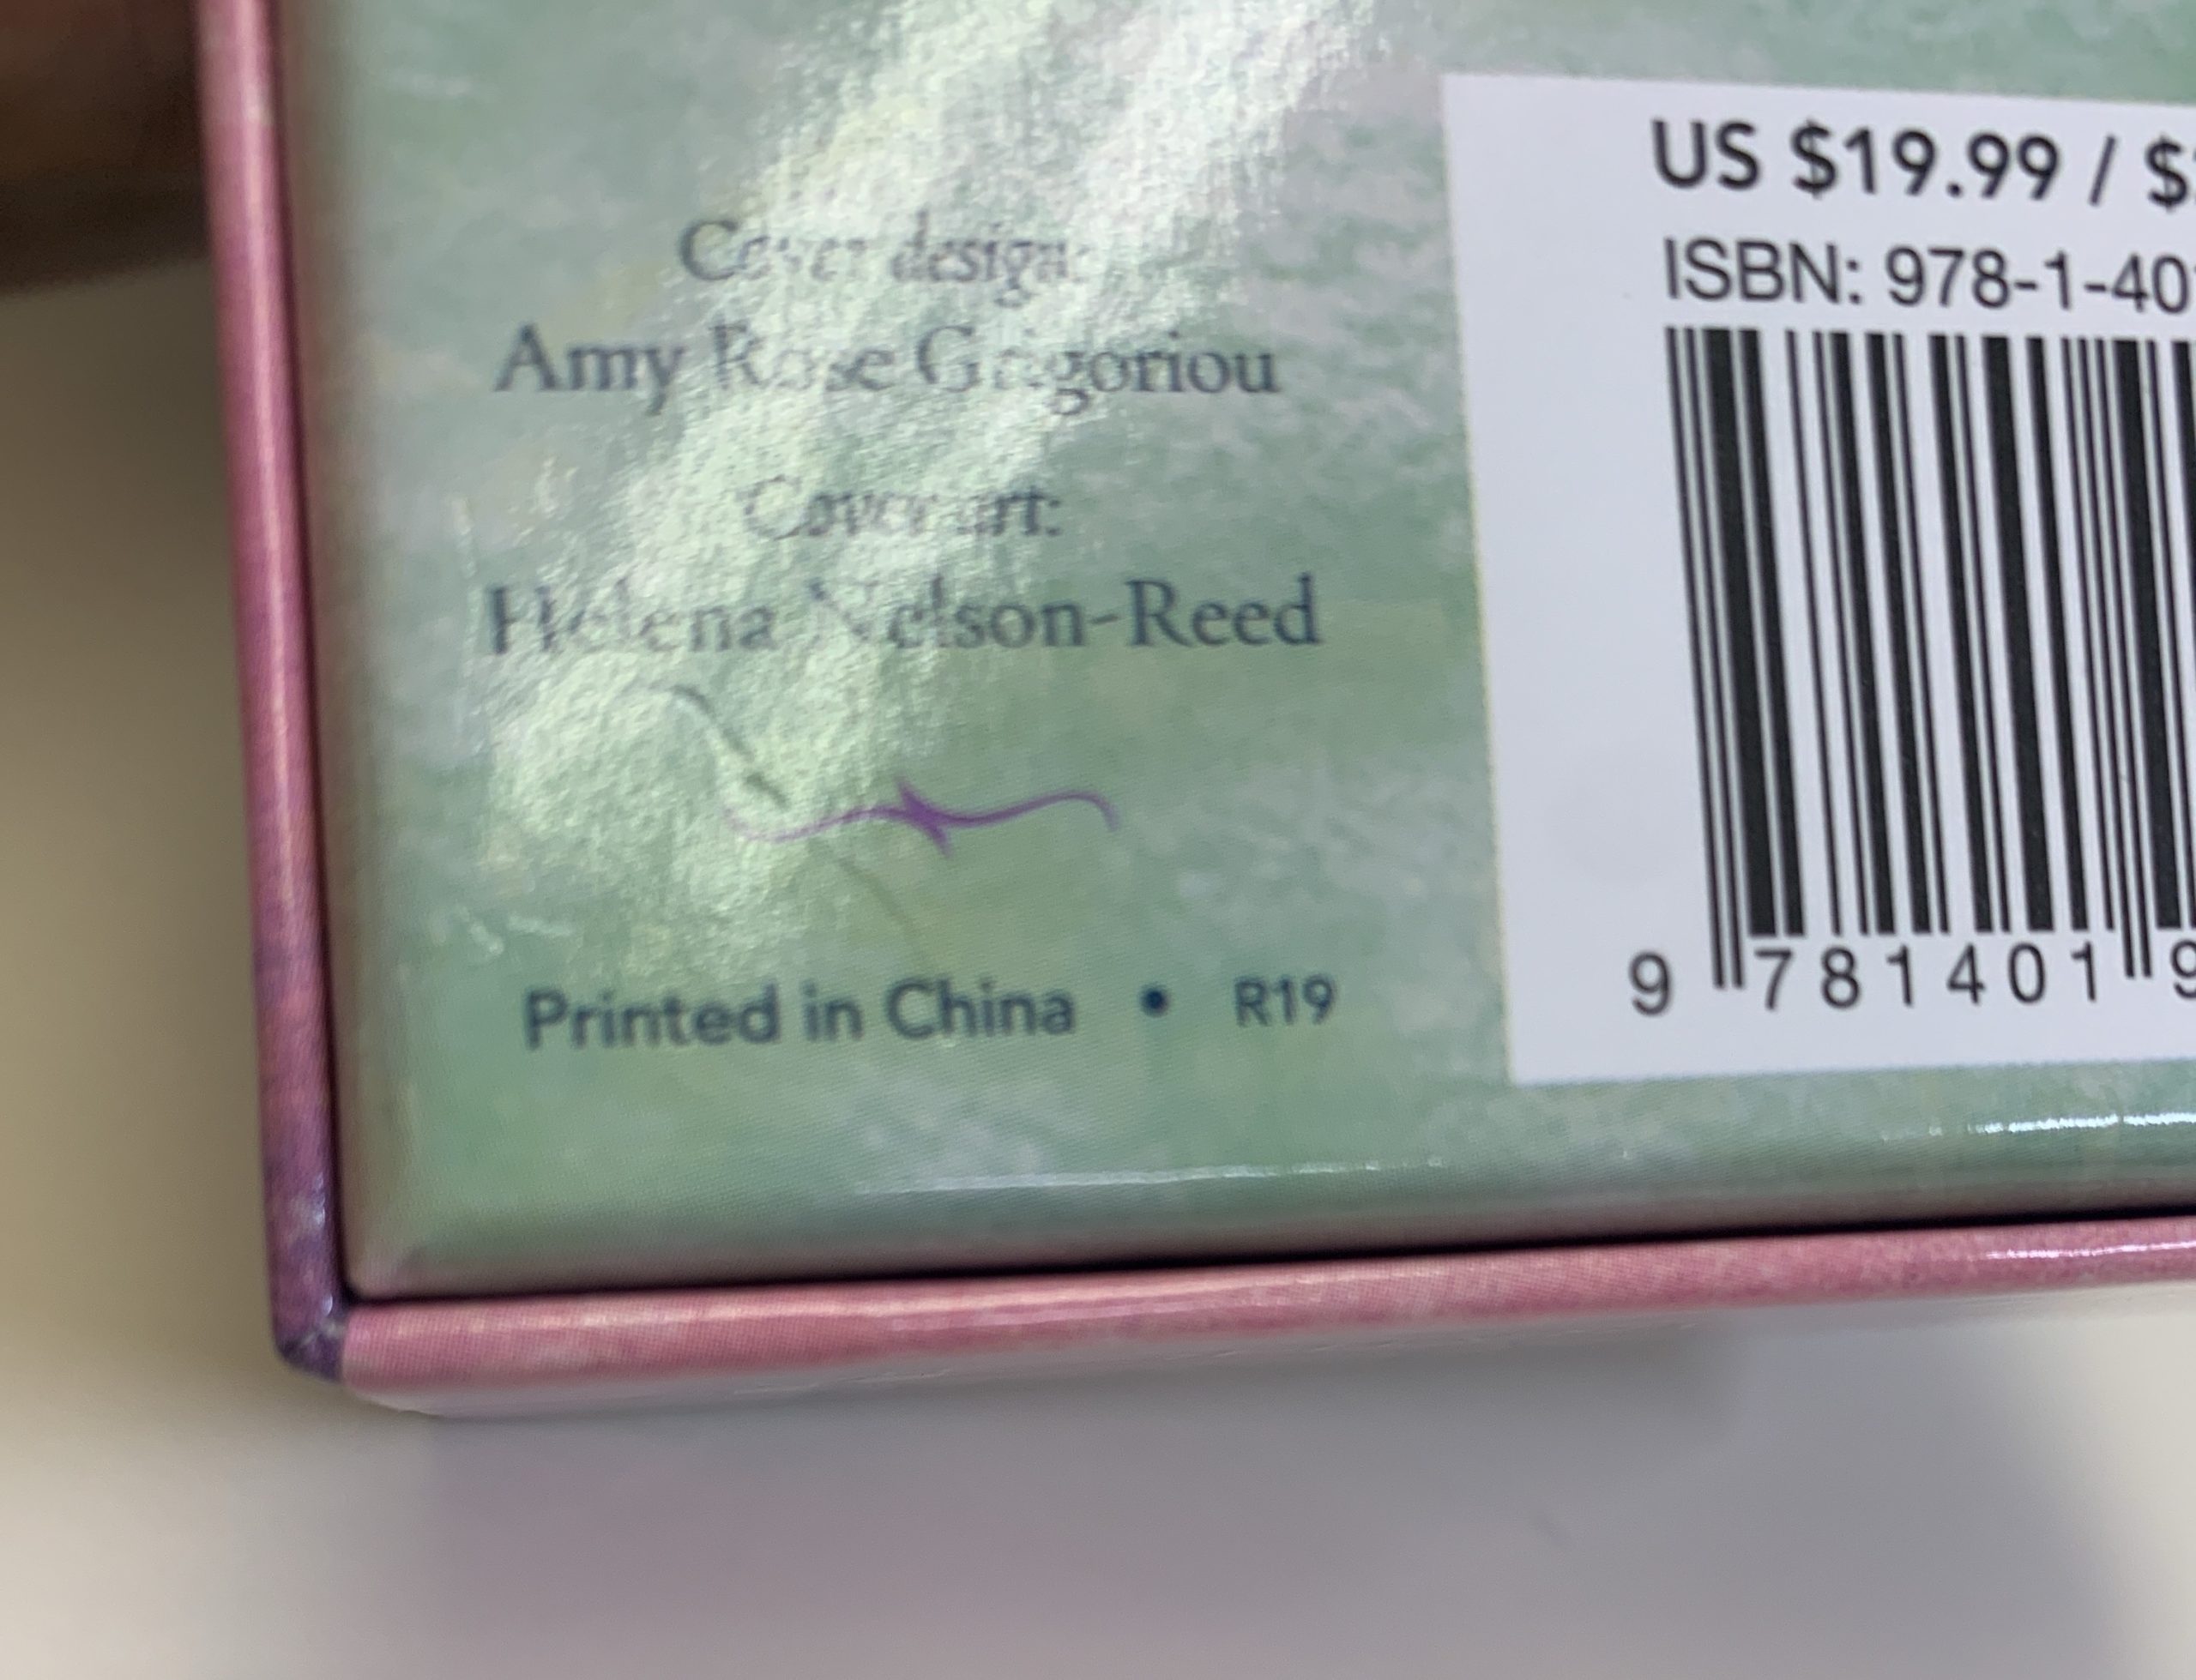 Cover design:
Amy Rose Grigoriou
Cover art:
Helena Nelson-Reed
Printed in China • R19
US $19.99 / $
ISBN: 978-1-40
9 781401 9